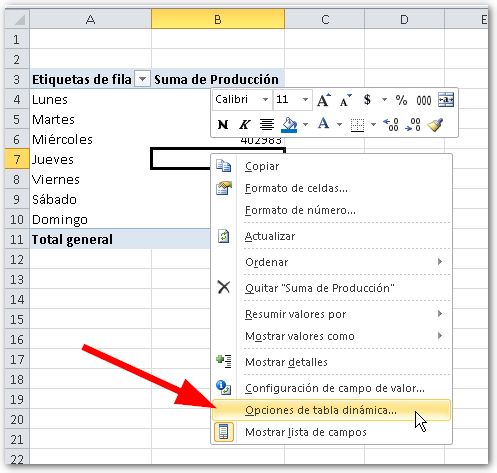 A B C D E
1
2
3 Etiquetas de fila Suma de Producción
4 Lunes
Calibri 11 A A $ % 000
5 Martes
N K A ,00 ,0
6 Miércoles 402983
7 Jueves
Copiar
8 Viernes
Formato de celdas...
9 Sábado
Formato de número...
10 Domingo
11 Total general
Actualizar
12
Ordenar
13
Quitar "Suma de Producción"
14
15
Resumir valores por
16
Mostrar valores como
17
Mostrar detalles
18
Configuración de campo de valor...
19
Opciones de tabla dinámica...
20
Mostrar lista de campos
21
22